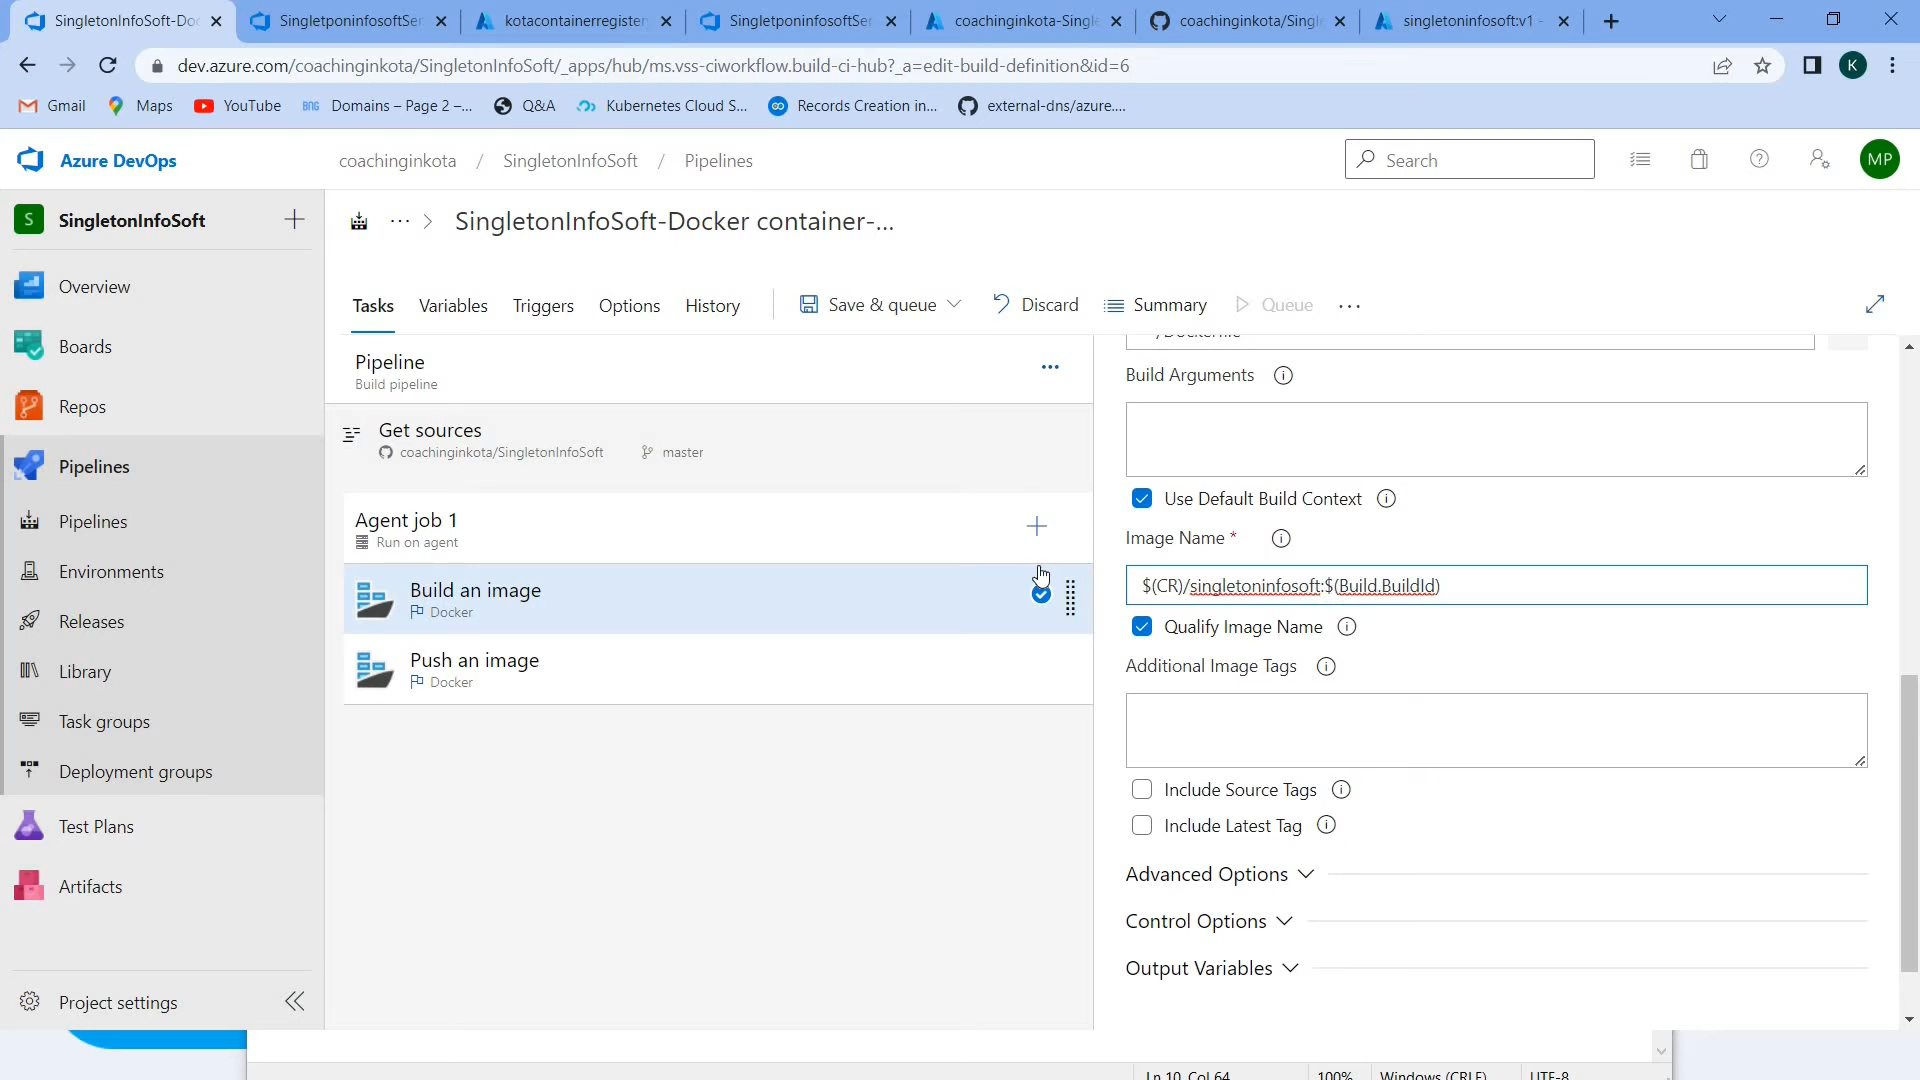 SingletonInfoSoft-Doc
SingletponinfosoftSer
kotacontainerregister
SingletponinfosoftSer
coachinginkota-Single
coachinginkota/Single
singletoninfosoft:v1 -
dev.azure.com/coachinginkota/SingletonInfoSoft/_apps/hub/ms.vss-ciworkflow.build-ci-hub?_a=edit-build-definition&id=6
K
Gmail
Maps
YouTube
BNG Domains – Page 2 –...
Q&A
Kubernetes Cloud S...
Records Creation in...
external-dns/azure....
Azure DevOps
coachinginkota / SingletonInfoSoft / Pipelines
Search
MP
S SingletonInfoSoft
Overview
Boards
Repos
Pipelines
Pipelines
Environments
Releases
Library
Task groups
Deployment groups
Test Plans
Artifacts
Project settings
··· > SingletonInfoSoft-Docker container-...
Tasks Variables Triggers Options History
Save & queue
Discard
Summary
Queue
Pipeline
Build pipeline
Get sources
coachinginkota/SingletonInfoSoft master
Agent job 1
Run on agent
Build an image
Docker
Push an image
Docker
Build Arguments
Use Default Build Context
Image Name *
$(CR)/singletoninfosoft:$(Build.BuildId)
Qualify Image Name
Additional Image Tags
Include Source Tags
Include Latest Tag
Advanced Options
Control Options
Output Variables
Ln 10, Col 64 100% Windows (CRLF) UTF-8